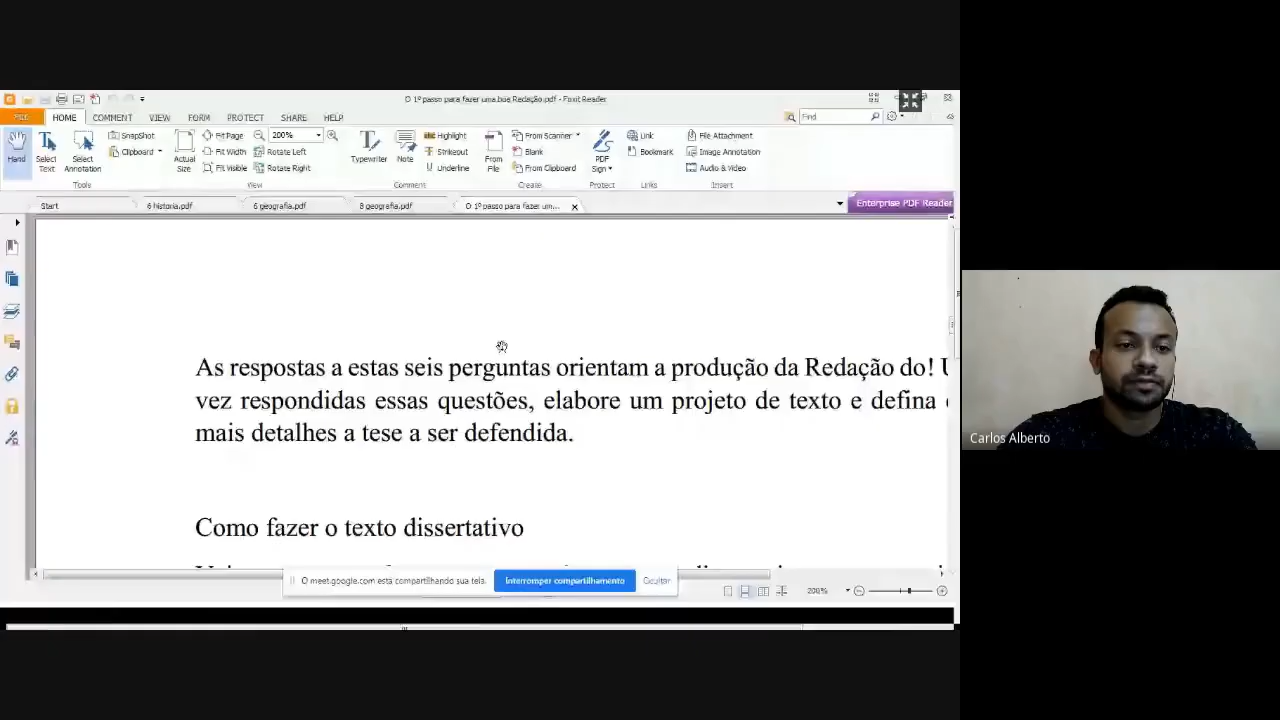 O 1º passo para fazer uma boa Redação.pdf - Foxit Reader
FILE HOME COMMENT VIEW FORM PROTECT SHARE HELP Find
Hand Select Text Select Annotation SnapShot Clipboard Actual Size Fit Page Fit Width Fit Visible 200% Rotate Left Rotate Right Typewriter Note Highlight Strikeout Underline From File From Scanner Blank From Clipboard PDF Sign Link Bookmark File Attachment Image Annotation Audio & Video
Tools View Comment Create Protect Links Insert
Start 6 historia.pdf 6 geografia.pdf 8 geografia.pdf O 1º passo para fazer um... Enterprise PDF Reader
As respostas a estas seis perguntas orientam a produção da Redação do! U
vez respondidas essas questões, elabore um projeto de texto e defina
mais detalhes a tese a ser defendida.
Como fazer o texto dissertativo
O meet.google.com está compartilhando sua tela. Interromper compartilhamento Ocultar
200%
Carlos Alberto